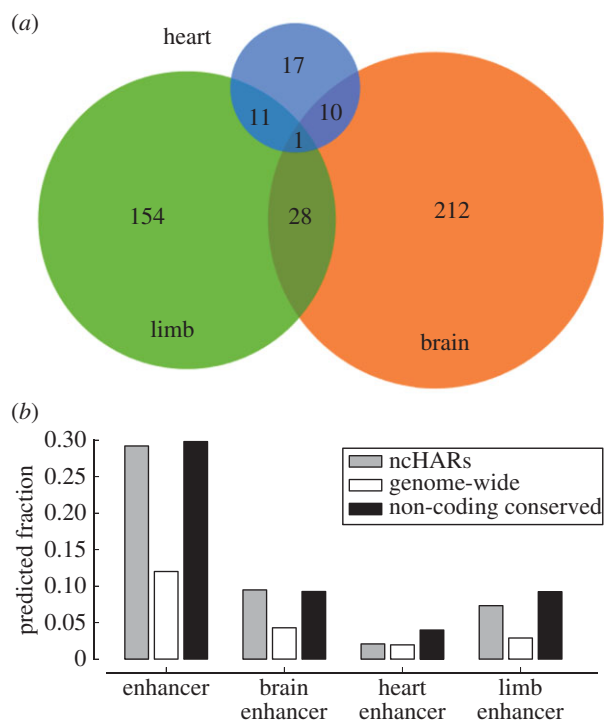 (a)
heart
17
11
10
1
154
28
212
limb
brain
(b)
0.30
0.25
0.20
0.15
0.10
0.05
0
predicted fraction
ncHARs
genome-wide
non-coding conserved
enhancer
brain
enhancer
heart
enhancer
limb
enhancer